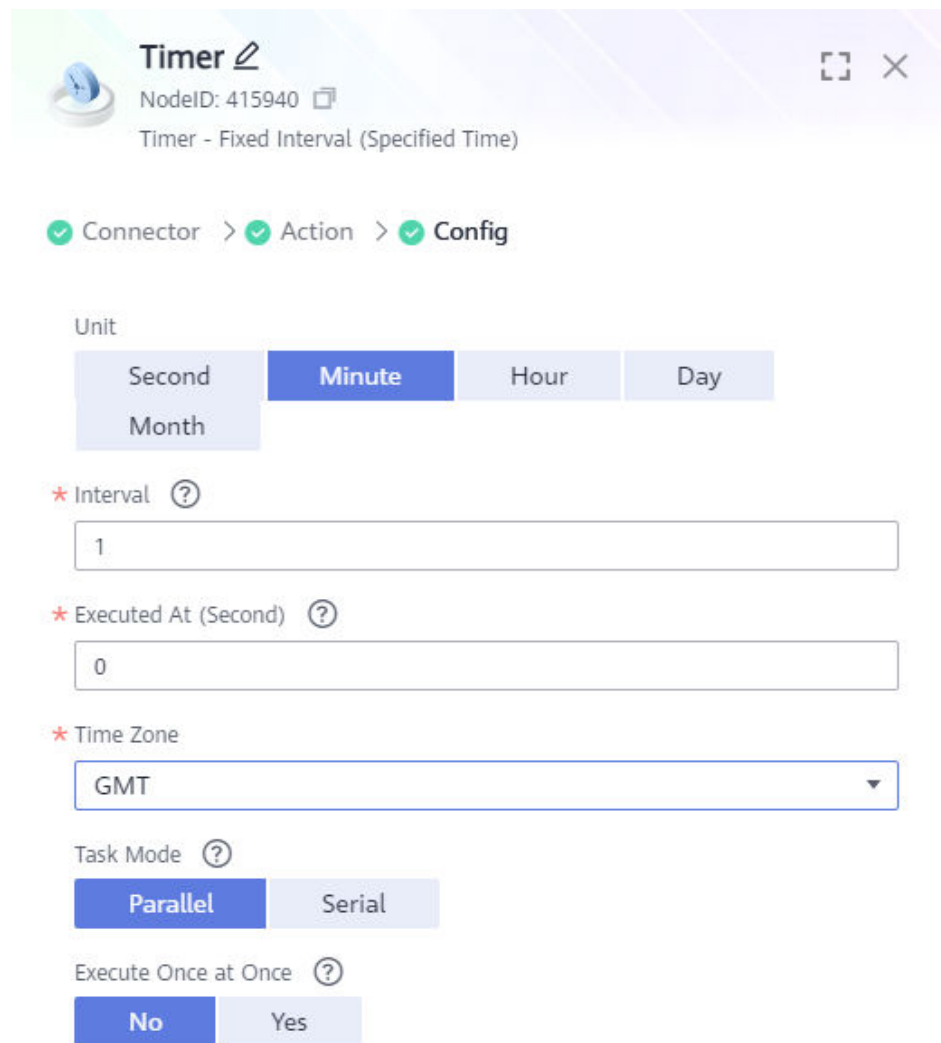 Timer
NodeID: 415940
Timer - Fixed Interval (Specified Time)
Connector > Action > Config
Unit
Second Minute Hour Day
Month
* Interval ?
1
* Executed At (Second) ?
0
* Time Zone
GMT
Task Mode ?
Parallel Serial
Execute Once at Once ?
No Yes